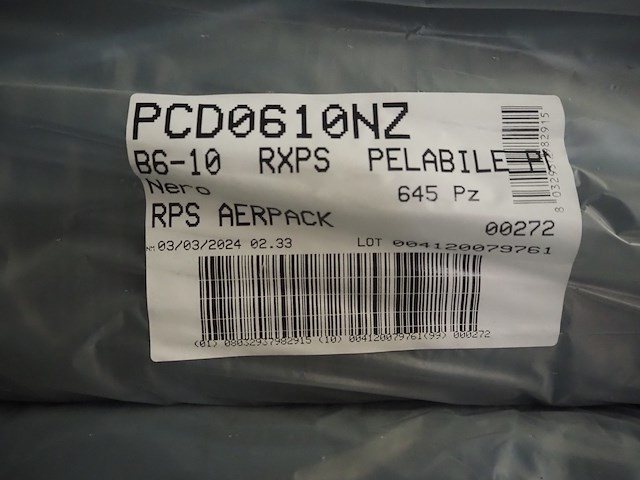 PCD0610NZ
B6-10 RXPS PELABILE
Nero 645 Pz
RPS AERPACK
00272
03/03/2024 02.33 LOT 004120079761
(01) 08032937982915 (10) 004120079761(99) 000272